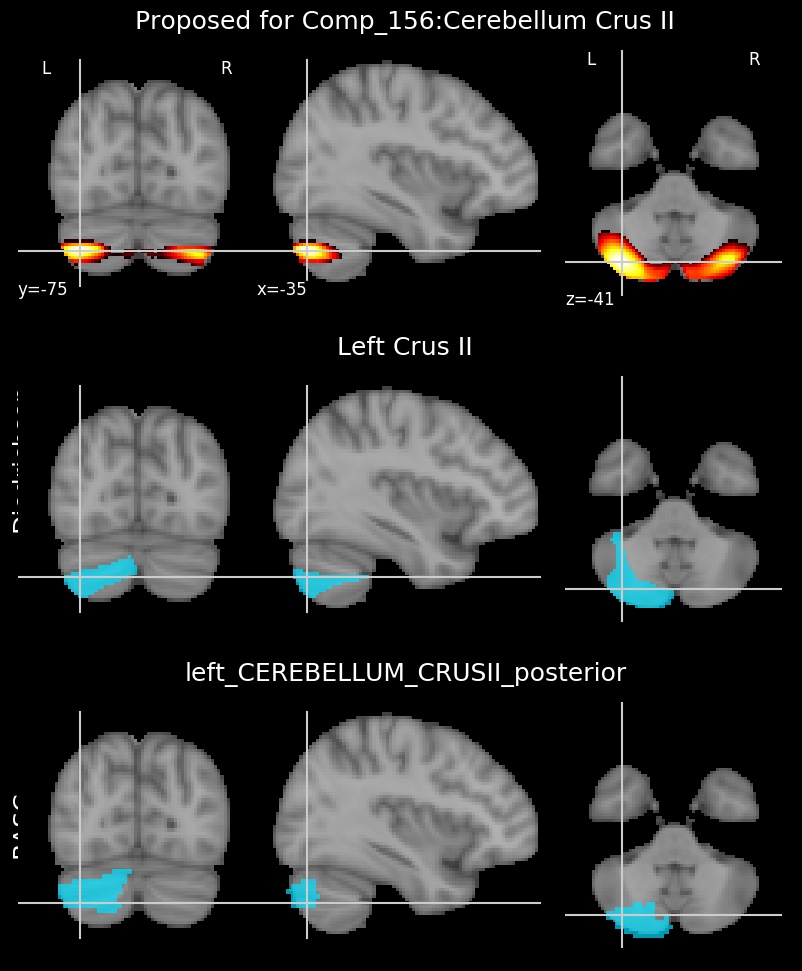 Proposed for Comp_156:Cerebellum Crus II
L R L R
y=-75 x=-35 z=-41
Left Crus II
left_CEREBELLUM_CRUSII_posterior